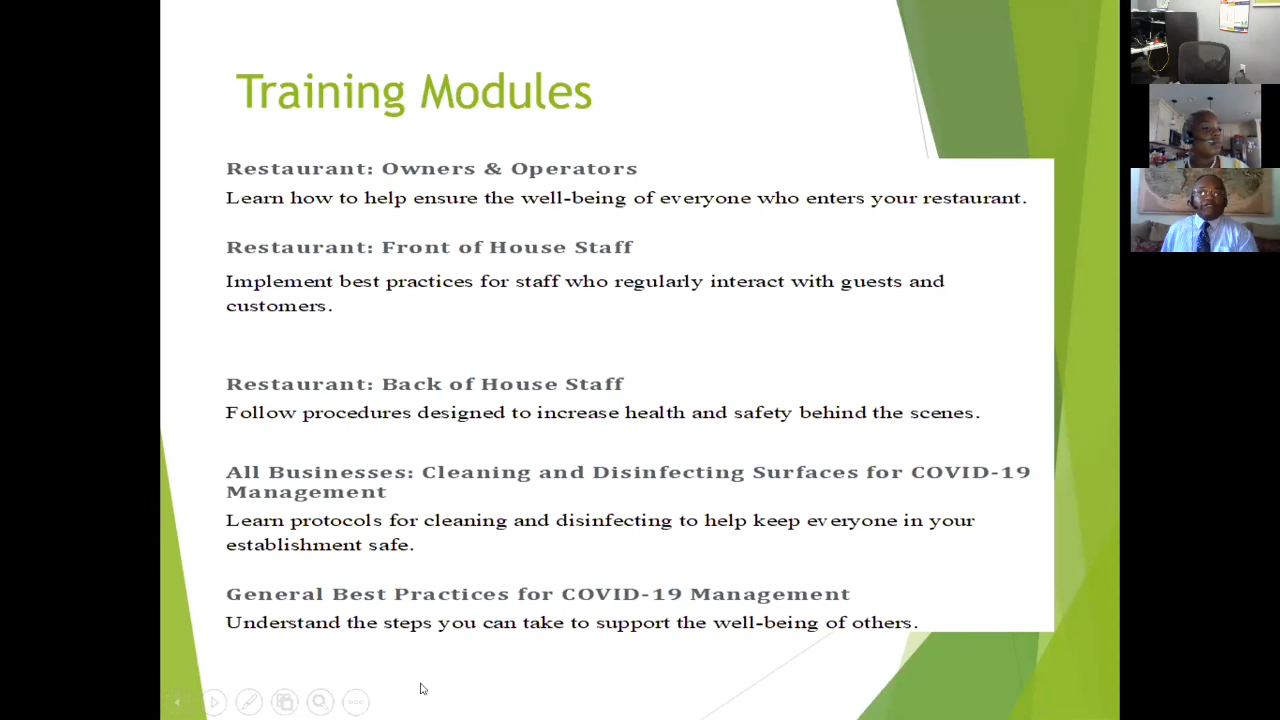 Training Modules
Restaurant: Owners & Operators
Learn how to help ensure the well-being of everyone who enters your restaurant.
Restaurant: Front of House Staff
Implement best practices for staff who regularly interact with guests and
customers.
Restaurant: Back of House Staff
Follow procedures designed to increase health and safety behind the scenes.
All Businesses: Cleaning and Disinfecting Surfaces for COVID-19
Management
Learn protocols for cleaning and disinfecting to help keep everyone in your
establishment safe.
General Best Practices for COVID-19 Management
Understand the steps you can take to support the well-being of others.